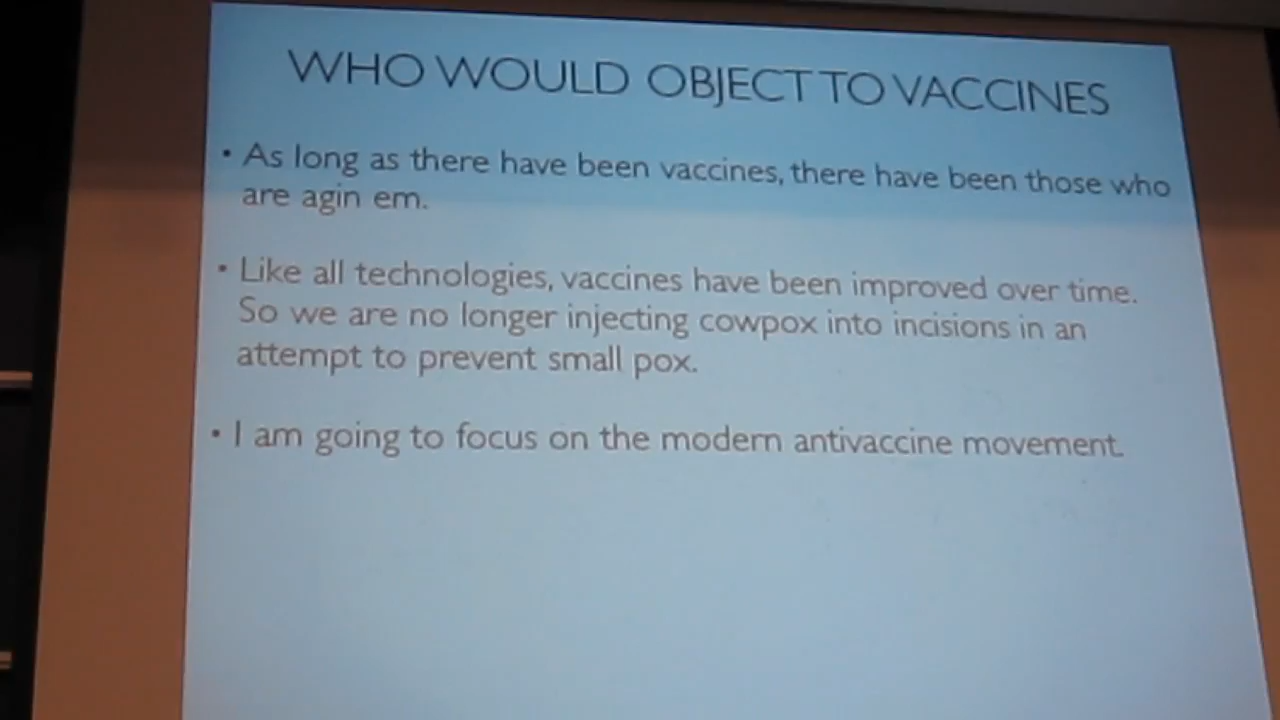 WHO WOULD OBJECT TO VACCINES
• As long as there have been vaccines, there have been those who
are agin em.
• Like all technologies, vaccines have been improved over time.
So we are no longer injecting cowpox into incisions in an
attempt to prevent small pox.
• I am going to focus on the modern antivaccine movement.